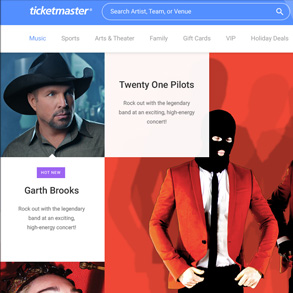 ticketmaster®
Search Artist, Team, or Venue
Music Sports Arts & Theater Family Gift Cards VIP Holiday Deals
Twenty One Pilots
Rock out with the legendary
band at an exciting, high-energy
concert!
HOT NEW
Garth Brooks
Rock out with the legendary
band at an exciting,
high-energy concert!